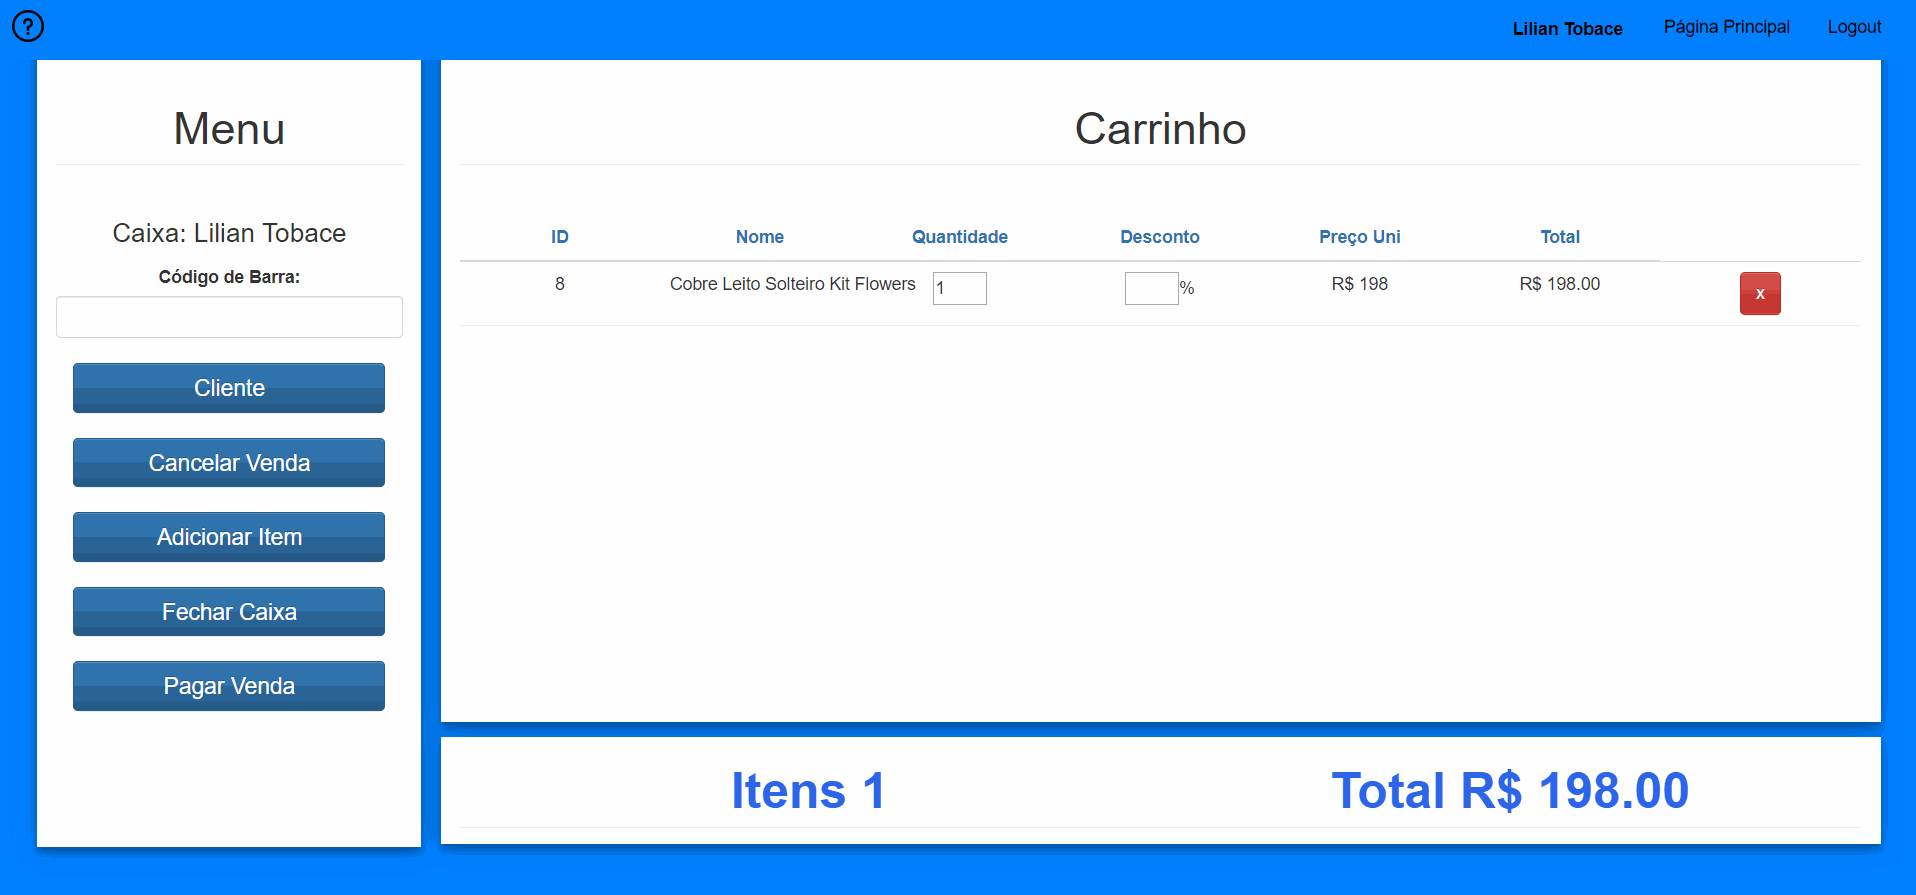 ?
Lilian Tobace Página Principal Logout
Menu
Caixa: Lilian Tobace
Código de Barra:
Cliente
Cancelar Venda
Adicionar Item
Fechar Caixa
Pagar Venda
Carrinho
ID Nome Quantidade Desconto Preço Uni Total
8 Cobre Leito Solteiro Kit Flowers 1 % R$ 198 R$ 198.00 x
Itens 1 Total R$ 198.00